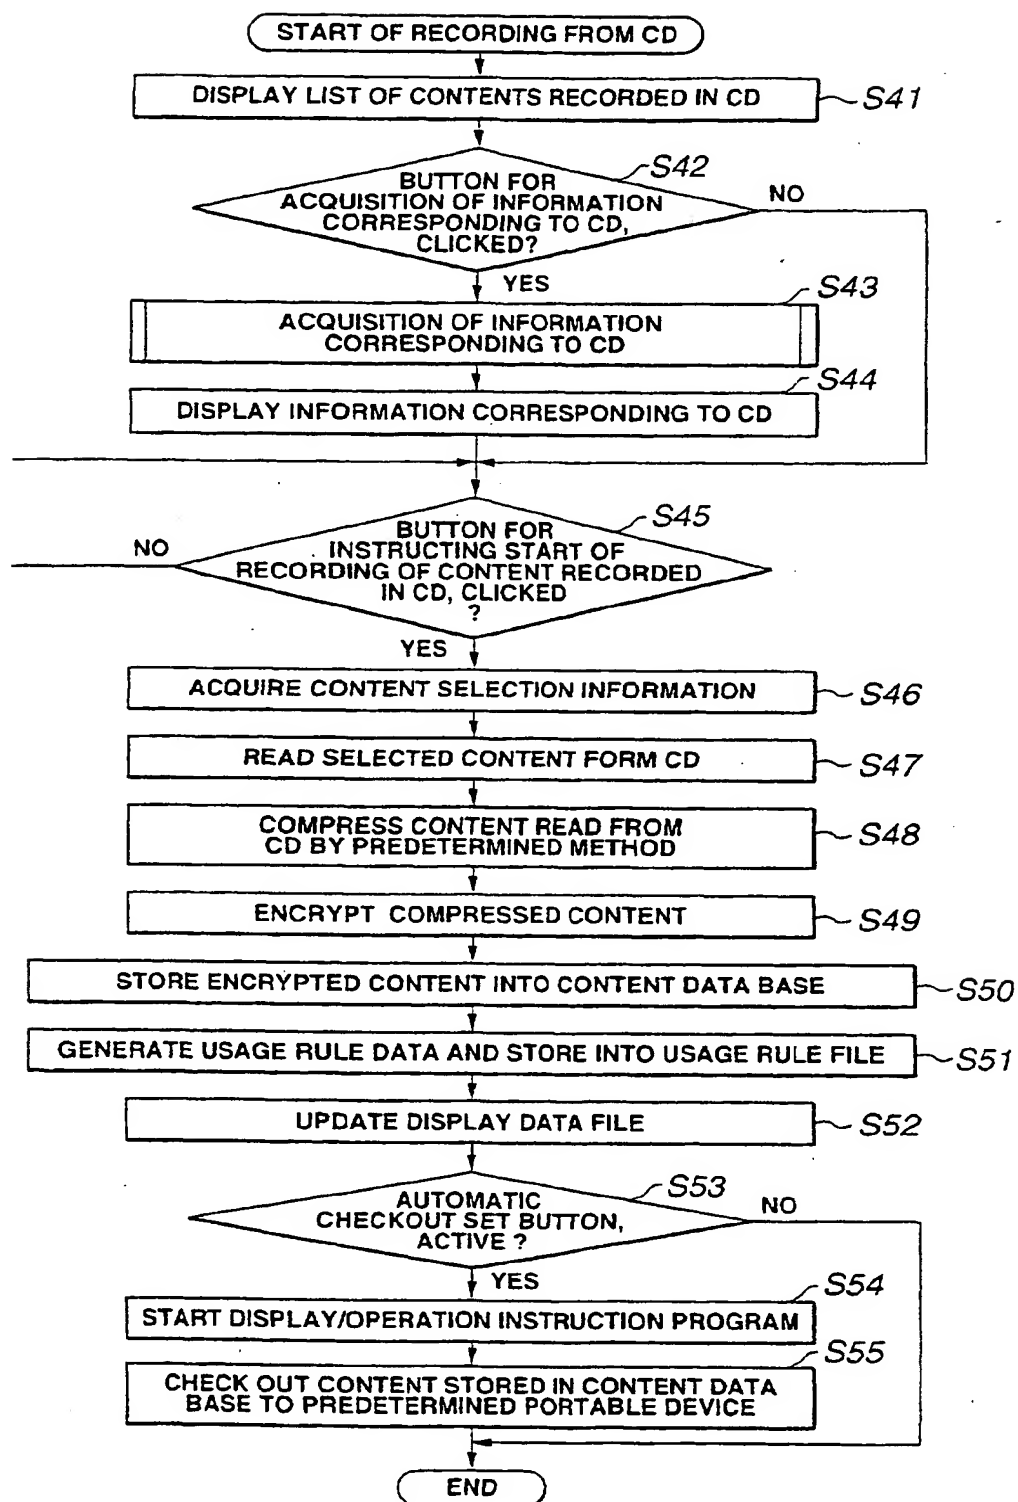 START OF RECORDING FROM CD
DISPLAY LIST OF CONTENTS RECORDED IN CD
S41
S42
BUTTON FOR
ACQUISITION OF INFORMATION
CORRESPONDING TO CD,
CLICKED?
NO
YES
S43
ACQUISITION OF INFORMATION
CORRESPONDING TO CD
S44
DISPLAY INFORMATION CORRESPONDING TO CD
S45
BUTTON FOR
INSTRUCTING START OF
RECORDING OF CONTENT RECORDED
IN CD, CLICKED
?
NO
YES
ACQUIRE CONTENT SELECTION INFORMATION
S46
READ SELECTED CONTENT FORM CD
S47
COMPRESS CONTENT READ FROM
CD BY PREDETERMINED METHOD
S48
ENCRYPT COMPRESSED CONTENT
S49
STORE ENCRYPTED CONTENT INTO CONTENT DATA BASE
S50
GENERATE USAGE RULE DATA AND STORE INTO USAGE RULE FILE
S51
UPDATE DISPLAY DATA FILE
S52
S53
AUTOMATIC
CHECKOUT SET BUTTON,
ACTIVE ?
NO
YES
S54
START DISPLAY/OPERATION INSTRUCTION PROGRAM
S55
CHECK OUT CONTENT STORED IN CONTENT DATA
BASE TO PREDETERMINED PORTABLE DEVICE
END